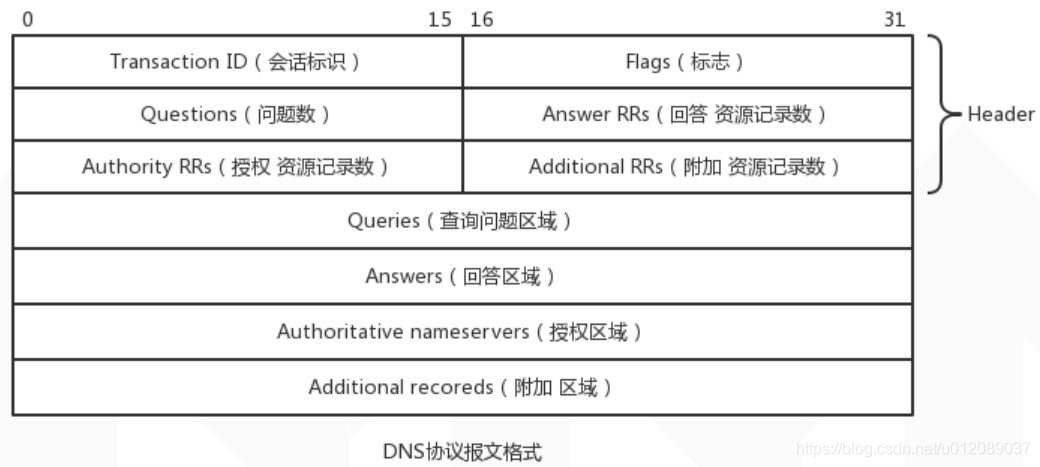 0 15 16 31
Transaction ID（会话标识） Flags（标志）
Questions（问题数） Answer RRs（回答 资源记录数）
Header
Authority RRs（授权 资源记录数） Additional RRs（附加 资源记录数）
Queries（查询问题区域）
Answers（回答区域）
Authoritative nameservers（授权区域）
Additional recoreds（附加 区域）
DNS协议报文格式
https://blog.csdn.net/u012089037